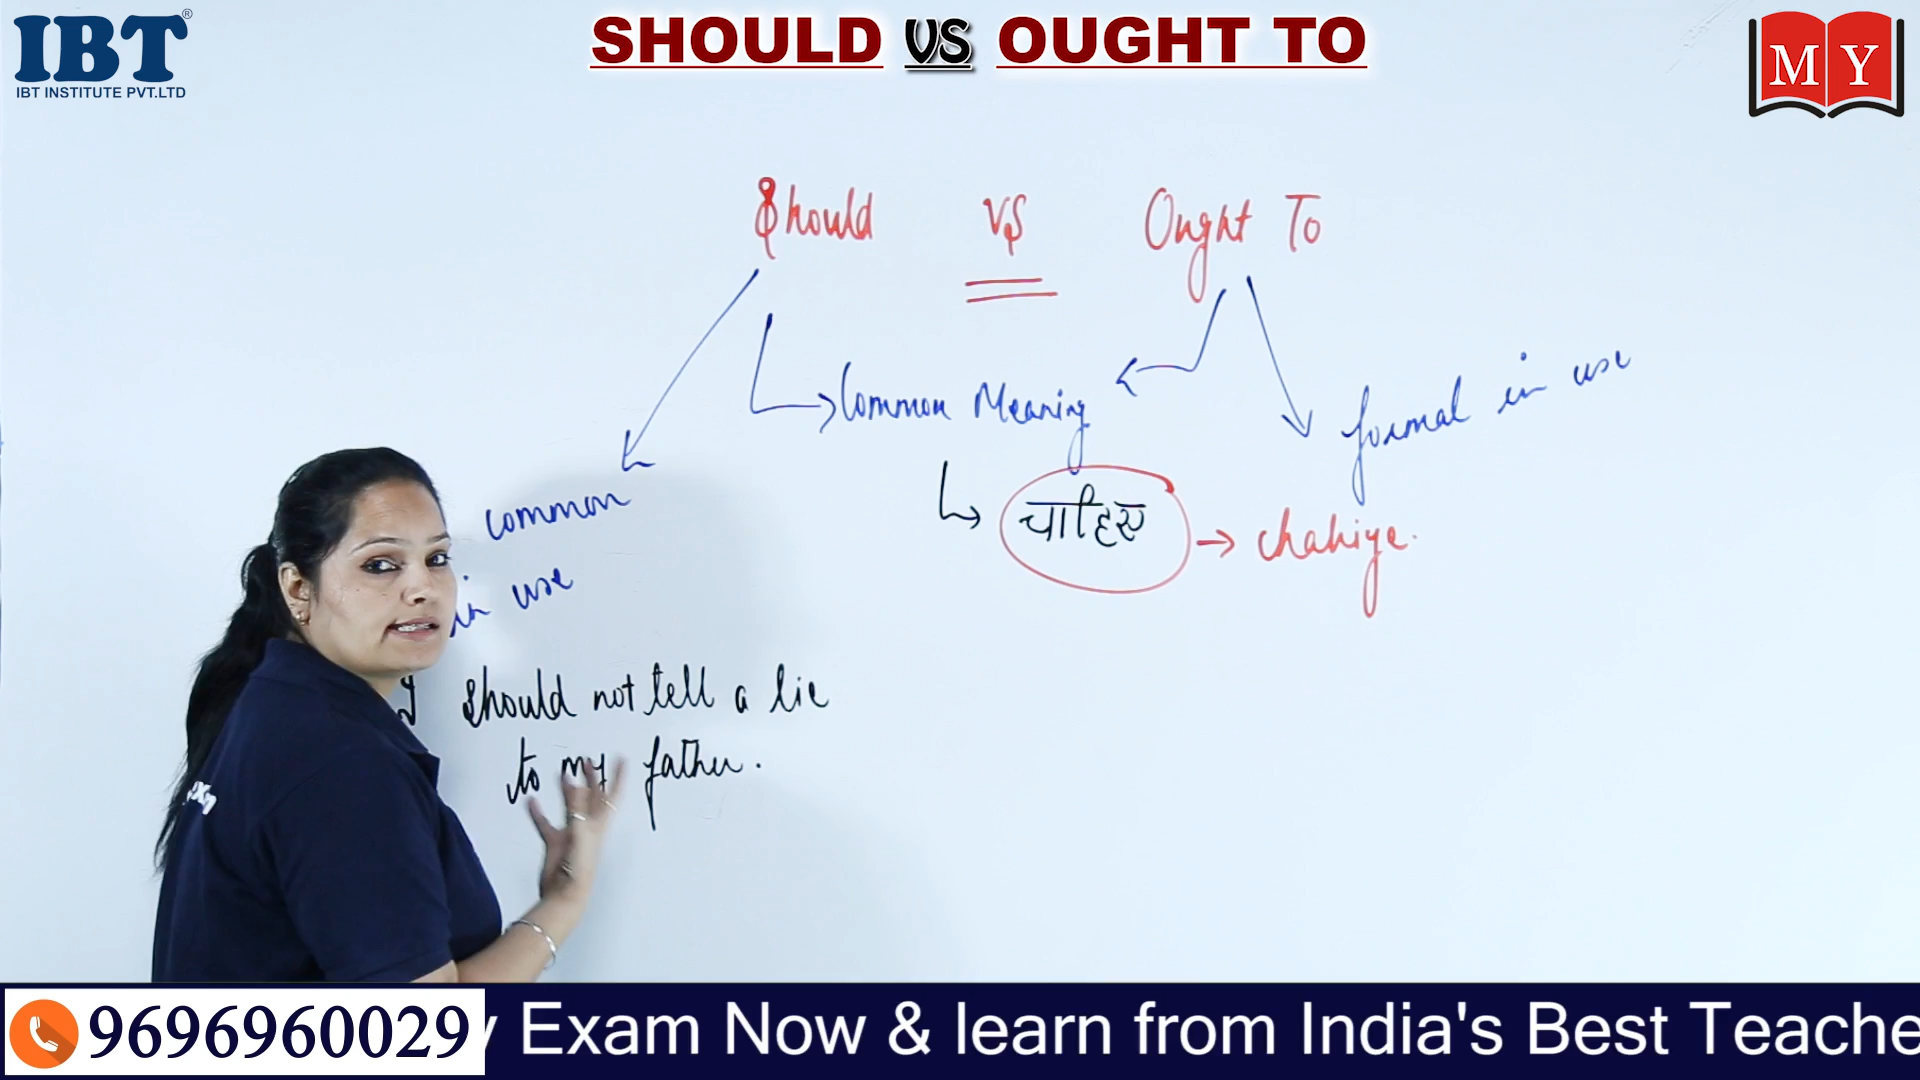 IBT®
IBT INSTITUTE PVT.LTD
SHOULD VS OUGHT TO
MY
Should VS Ought To
Common Meaning
formal in use
common
in use
चाहिए → chahiye.
I should not tell a lie
to my father.
9696960029
y Exam Now & learn from India's Best Teache